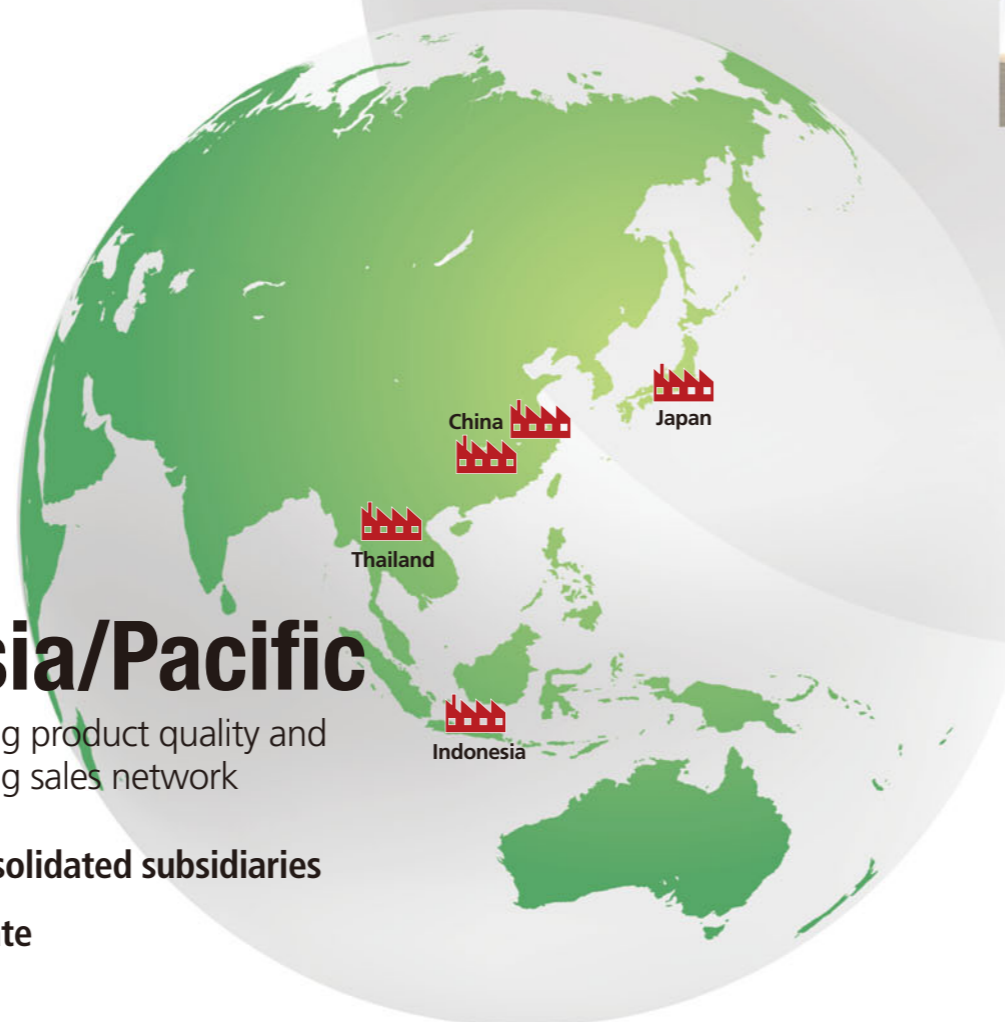 China
Japan
Thailand
sia/Pacific
g product quality and
g sales network
Indonesia
solidated subsidiaries
te